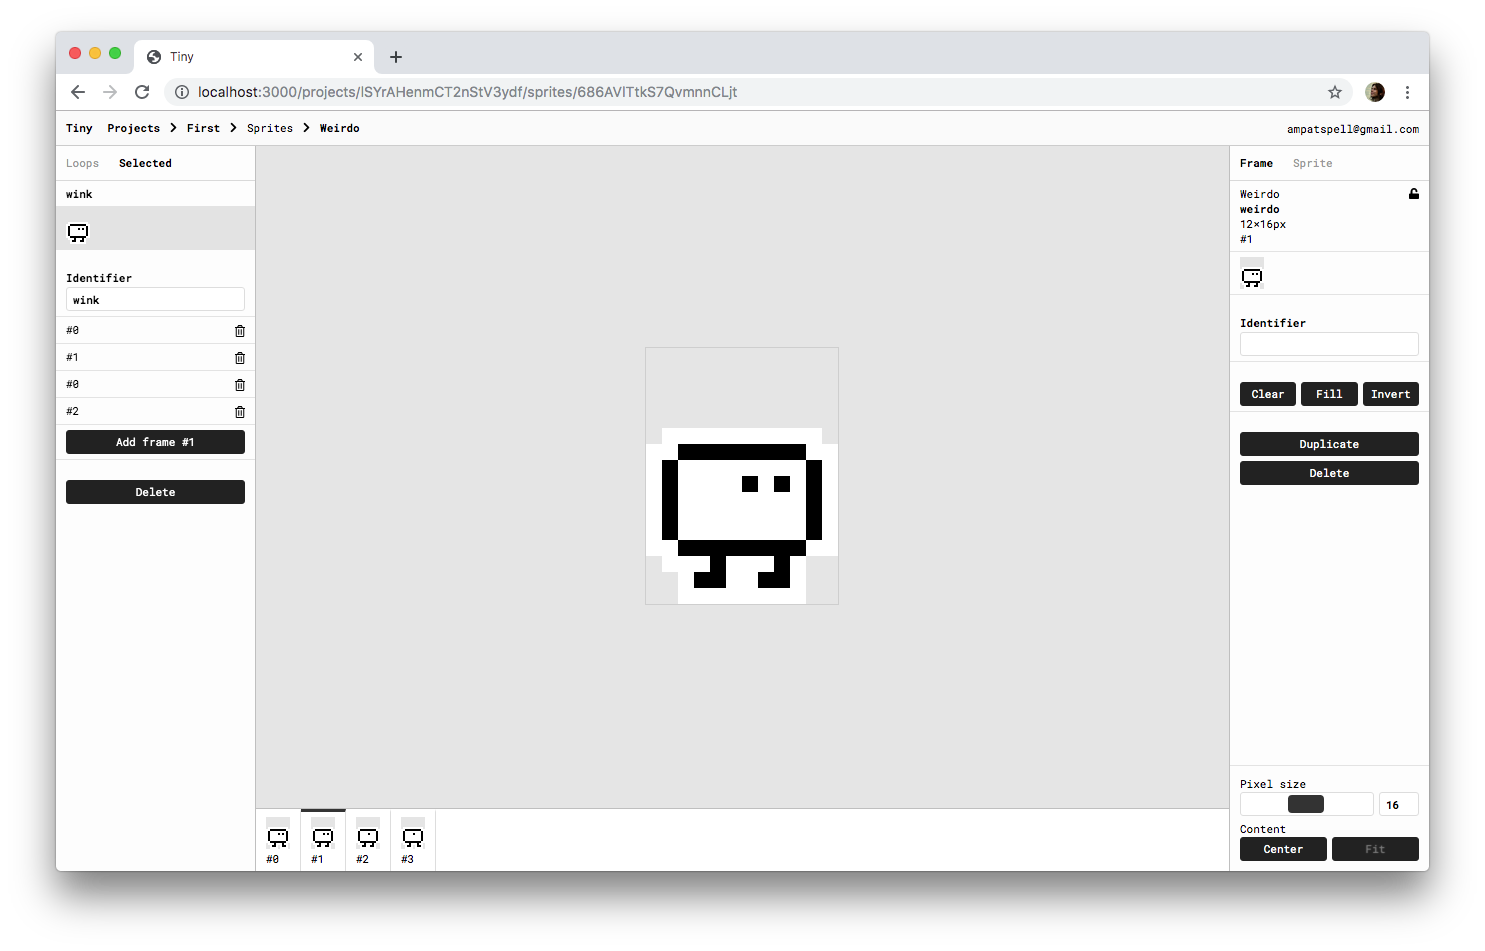 Tiny
localhost:3000/projects/ISYrAHenmCT2nStV3ydf/sprites/686AVITtkS7QvmnnCLjt
Tiny Projects First Sprites Weirdo
ampatspell@gmail.com
Loops Selected
wink
Identifier
wink
#0
#1
#0
#2
Add frame #1
Delete
#0 #1 #2 #3
Frame Sprite
Weirdo
weirdo
12×16px
#1
Identifier
Clear Fill Invert
Duplicate
Delete
Pixel size
16
Content
Center Fit